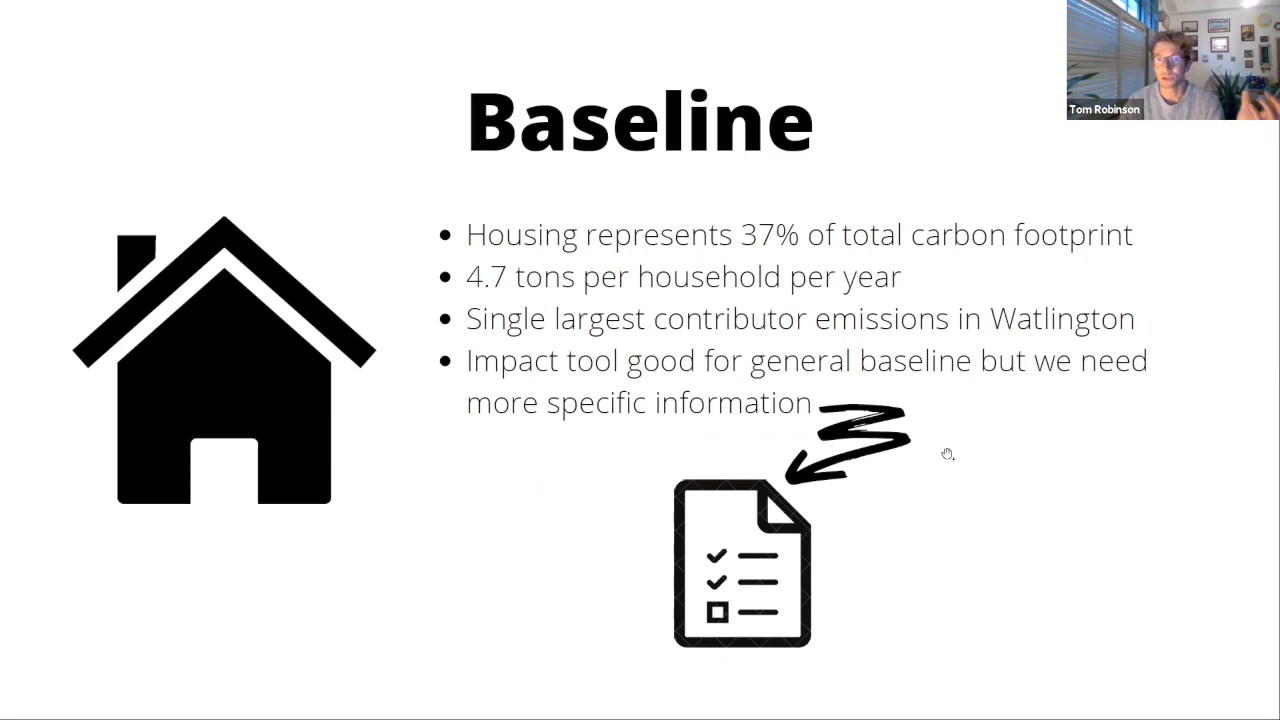 Tom Robinson
Baseline
• Housing represents 37% of total carbon footprint
• 4.7 tons per household per year
• Single largest contributor emissions in Watlington
• Impact tool good for general baseline but we need
more specific information